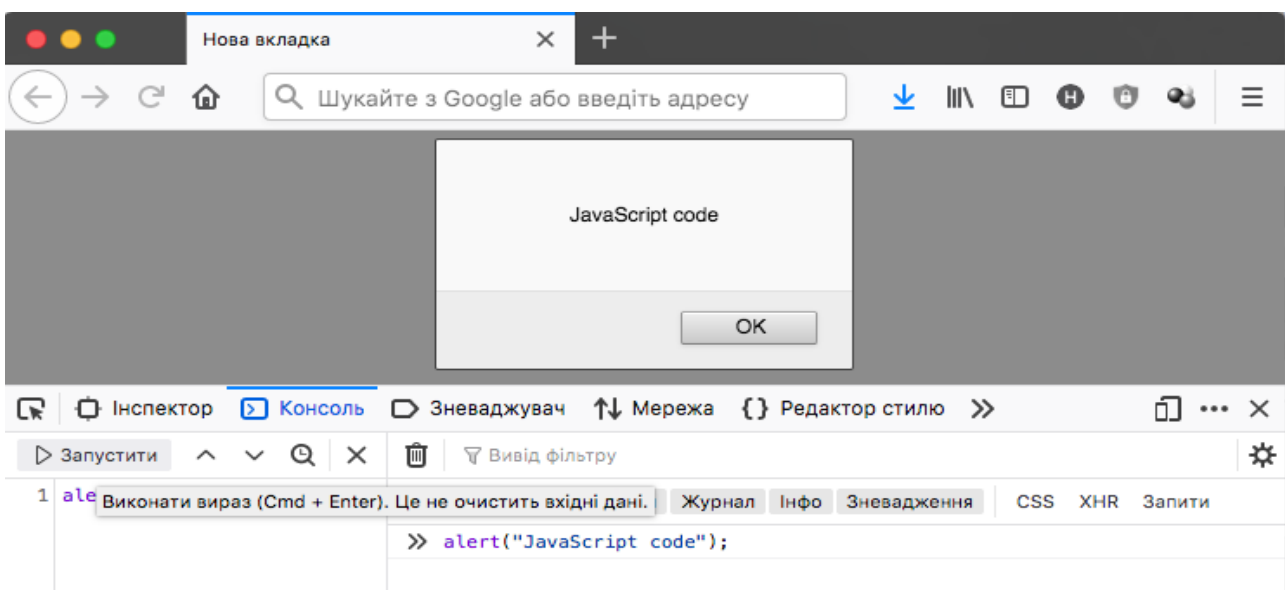 Нова вкладка
Шукайте з Google або введіть адресу
JavaScript code
OK
Інспектор Консоль Зневаджувач Мережа {} Редактор стилю
Запустити Вивід фільтру
1 ale Виконати вираз (Cmd + Enter). Це не очистить вхідні дані. Журнал Інфо Зневадження CSS XHR Запити
alert("JavaScript code");